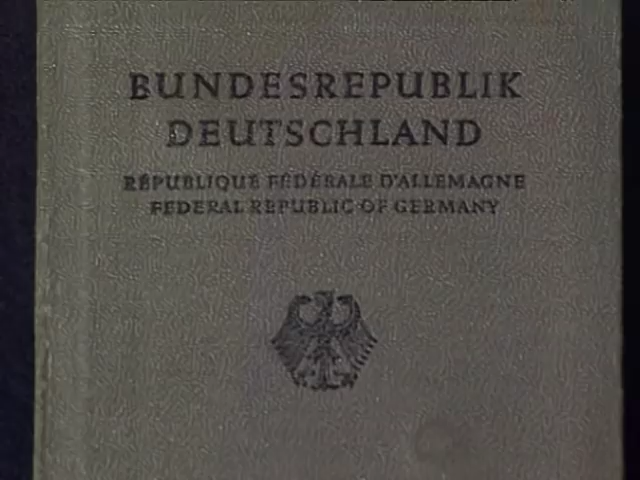 BUNDESREPUBLIK
DEUTSCHLAND
RÉPUBLIQUE FÉDÉRALE D'ALLEMAGNE
FEDERAL REPUBLIC OF GERMANY